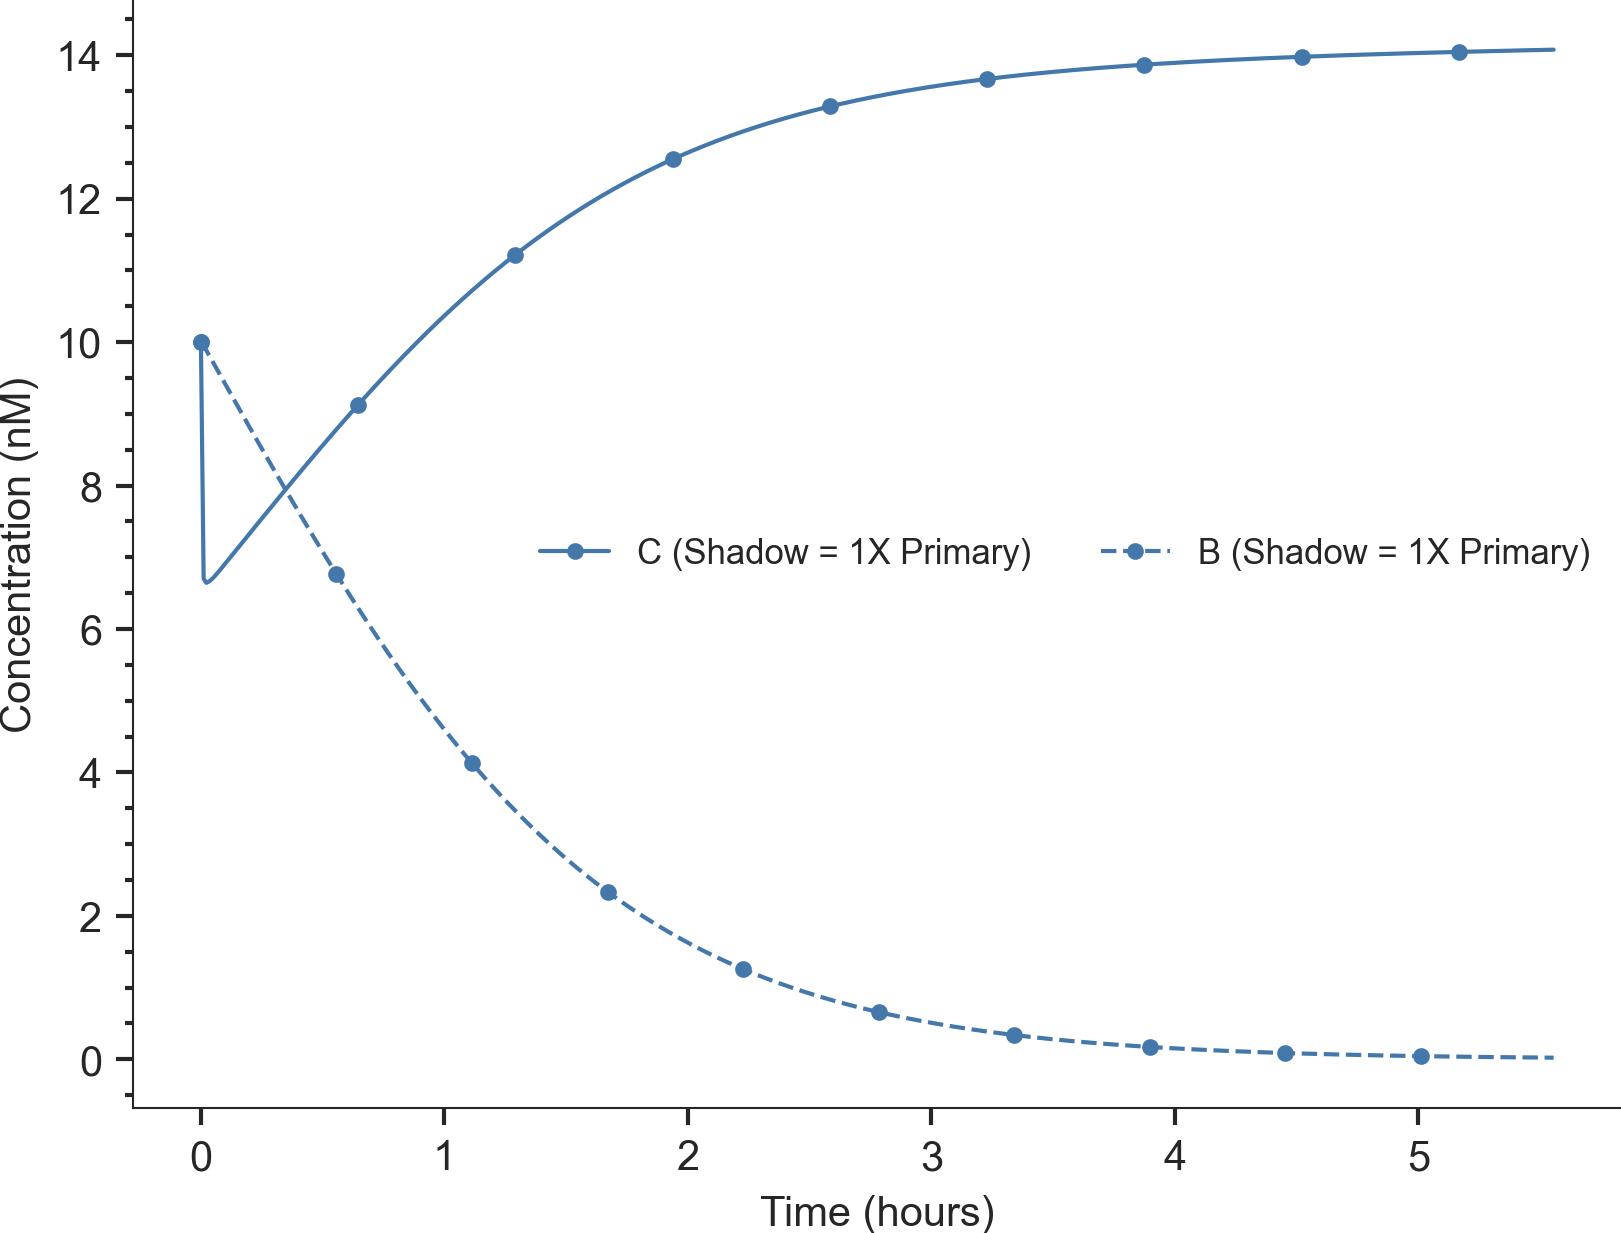 Concentration (nM)
14
12
10
8
6
4
2
0
C (Shadow = 1X Primary)
B (Shadow = 1X Primary)
0 1 2 3 4 5
Time (hours)